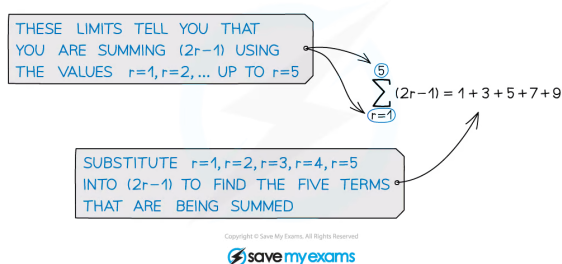 THESE LIMITS TELL YOU THAT
YOU ARE SUMMING (2r−1) USING
THE VALUES r=1, r=2, ... UP TO r=5
5
∑ (2r−1) = 1 + 3 + 5 + 7 + 9
r=1
SUBSTITUTE r=1, r=2, r=3, r=4, r=5
INTO (2r−1) TO FIND THE FIVE TERMS
THAT ARE BEING SUMMED
Copyright © Save My Exams. All Rights Reserved
save my exams